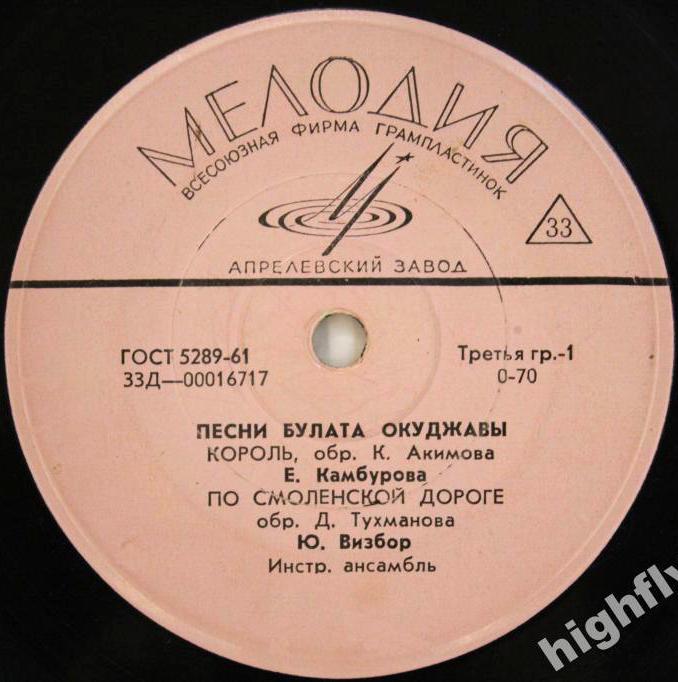 МЕЛОДИЯ
ВСЕСОЮЗНАЯ ФИРМА ГРАМПЛАСТИНОК
33
АПРЕЛЕВСКИЙ ЗАВОД
ГОСТ 5289-61
Третья гр.-1
33Д—00016717
0-70
ПЕСНИ БУЛАТА ОКУДЖАВЫ
КОРОЛЬ, обр. К. Акимова
Е. Камбурова
ПО СМОЛЕНСКОЙ ДОРОГЕ
обр. Д. Тухманова
Ю. Визбор
Инстр. ансамбль
highfly